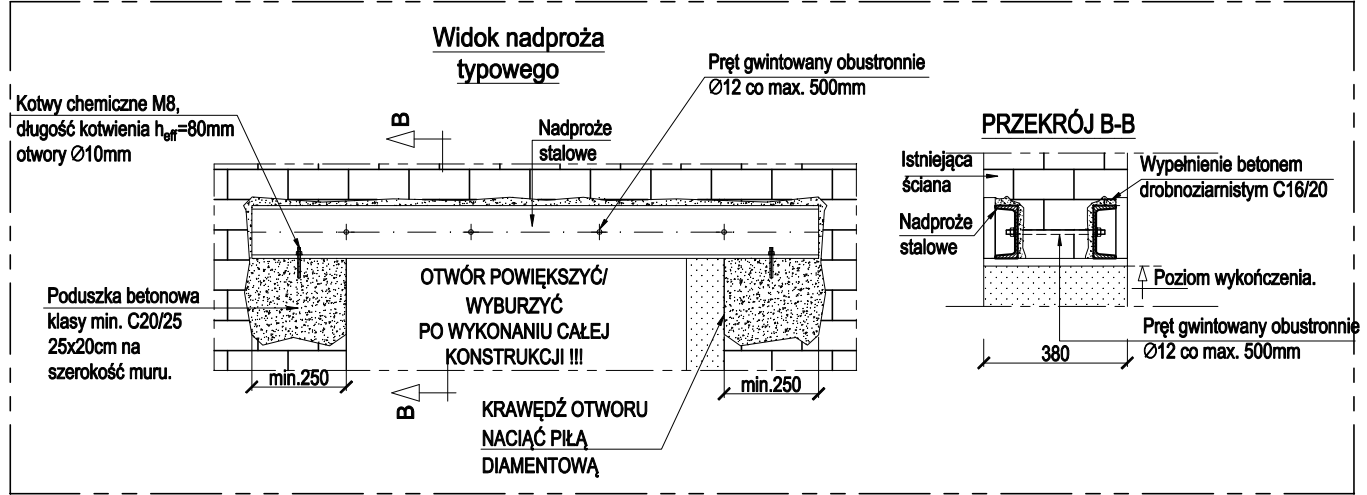 Widok nadproża
typowego
Kotwy chemiczne M8,
długość kotwienia heff=80mm
otwory Ø10mm
B
Nadproże
stalowe
Pręt gwintowany obustronnie
Ø12 co max. 500mm
Poduszka betonowa
klasy min. C20/25
25x20cm na
szerokość muru.
OTWÓR POWIĘKSZYĆ/
WYBURZYĆ
PO WYKONANIU CAŁEJ
KONSTRUKCJI !!!
min.250
min.250
B
KRAWĘDŹ OTWORU
NACIĄĆ PIŁĄ
DIAMENTOWĄ
PRZEKRÓJ B-B
Istniejąca
ściana
Wypełnienie betonem
drobnoziarnistym C16/20
Nadproże
stalowe
Poziom wykończenia.
Pręt gwintowany obustronnie
Ø12 co max. 500mm
380